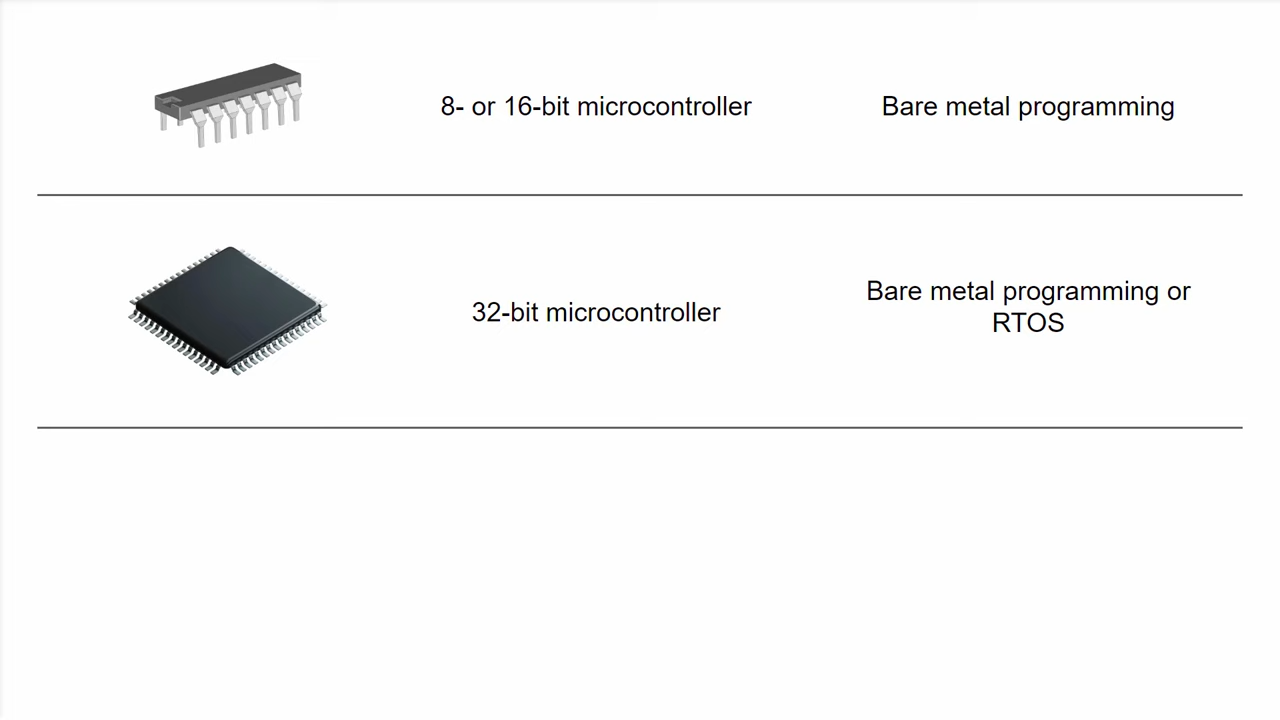 8- or 16-bit microcontroller
Bare metal programming
32-bit microcontroller
Bare metal programming or
RTOS